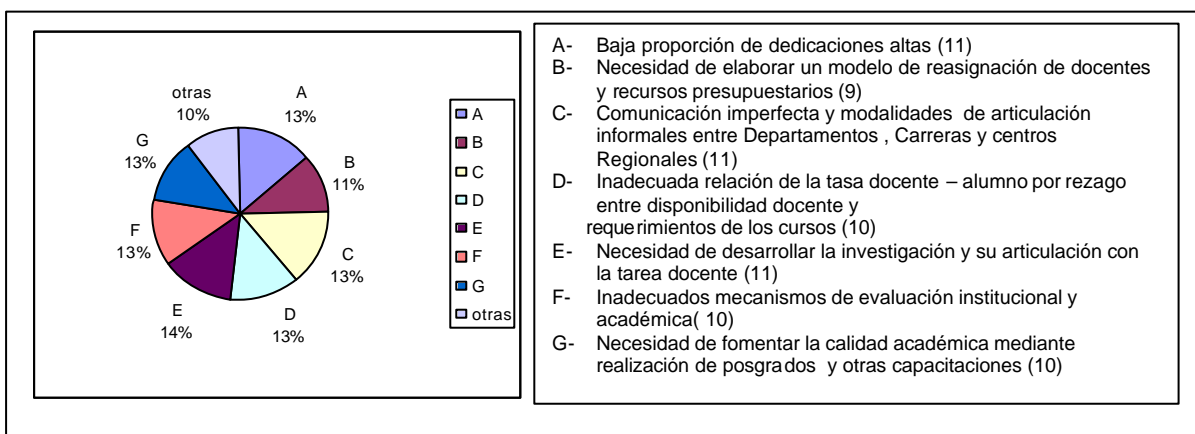 otras
10%
A
13%
B
11%
C
13%
D
13%
E
14%
F
13%
G
13%
A
B
C
D
E
F
G
otras
A- Baja proporción de dedicaciones altas (11)
B- Necesidad de elaborar un modelo de reasignación de docentes
y recursos presupuestarios (9)
C- Comunicación imperfecta y modalidades de articulación
informales entre Departamentos , Carreras y centros
Regionales (11)
D- Inadecuada relación de la tasa docente – alumno por rezago
entre disponibilidad docente y
requerimientos de los cursos (10)
E- Necesidad de desarrollar la investigación y su articulación con
la tarea docente (11)
F- Inadecuados mecanismos de evaluación institucional y
académica( 10)
G- Necesidad de fomentar la calidad académica mediante
realización de posgrados y otras capacitaciones (10)